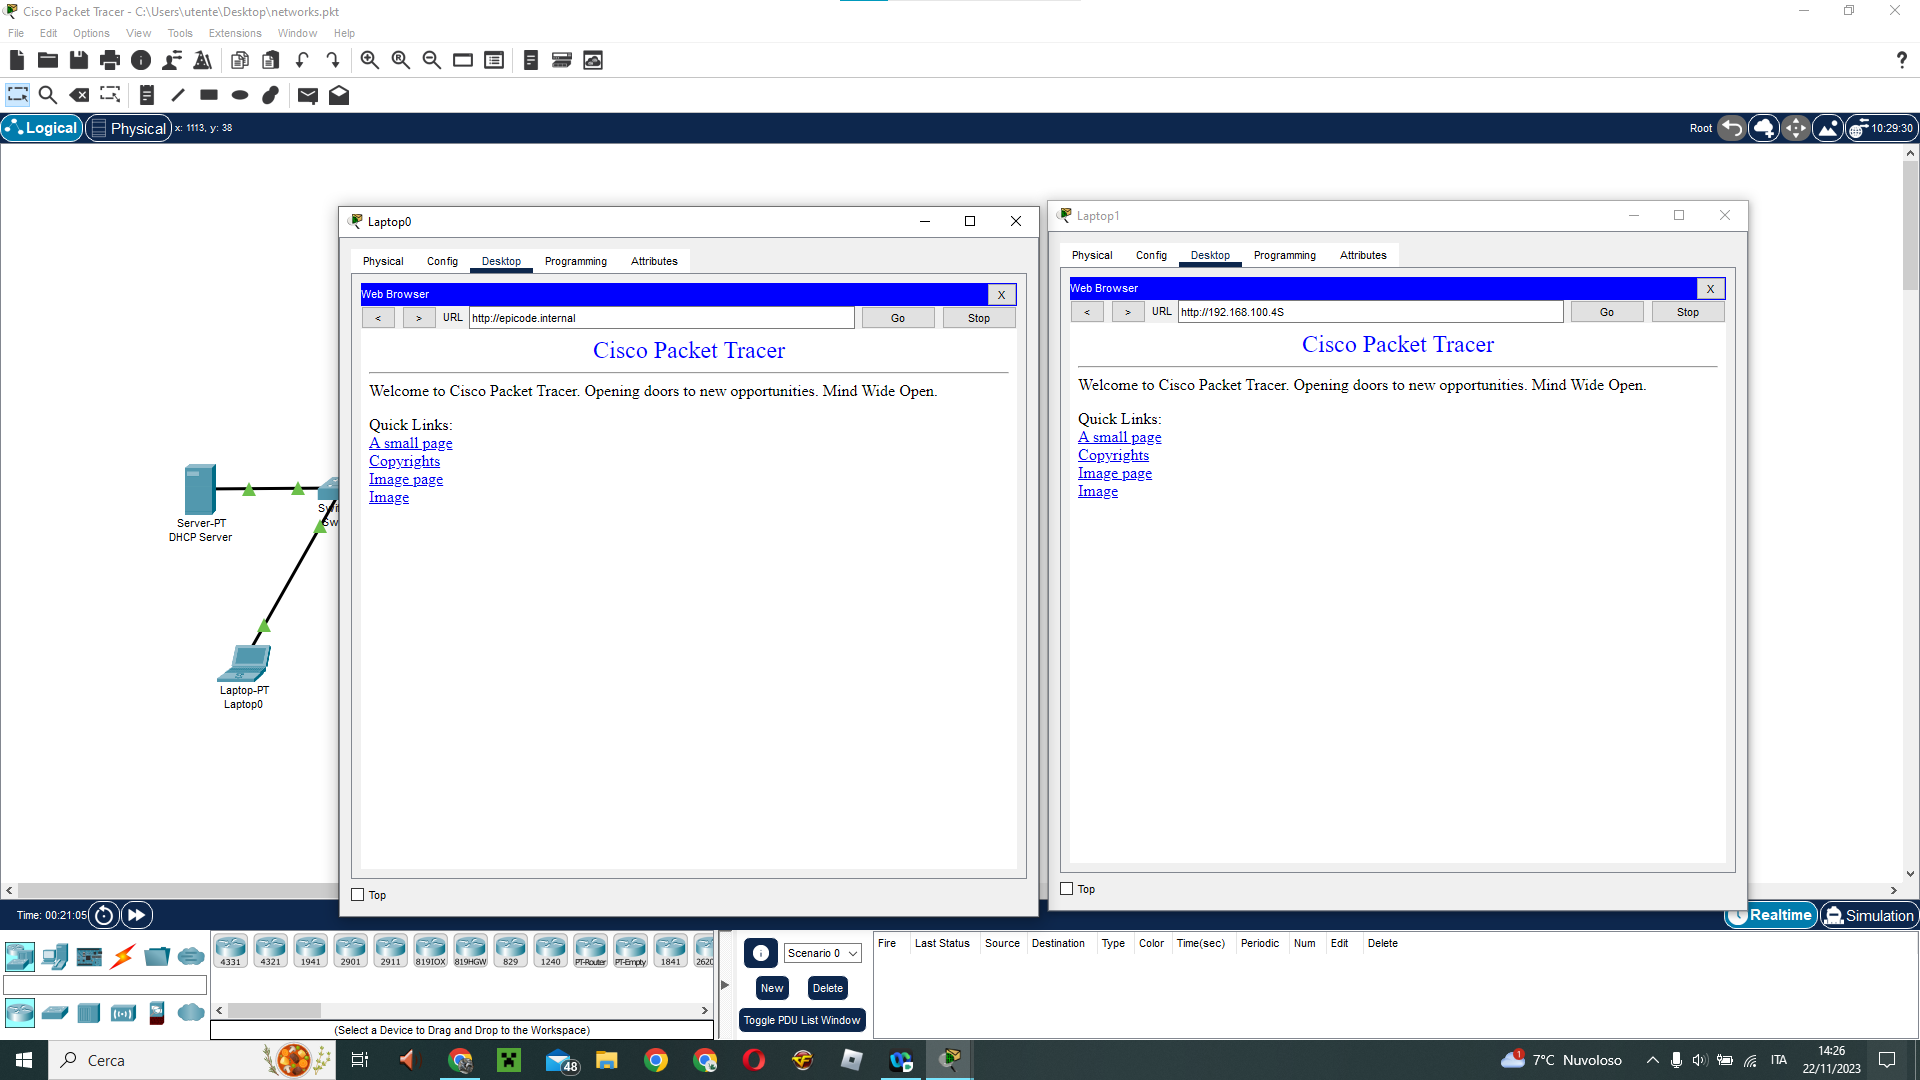 Cisco Packet Tracer - C:\Users\utente\Desktop\networks.pkt
File Edit Options View Tools Extensions Window Help
?
Logical Physical x: 1113, y: 38 Root 10:29:30
Server-PT
DHCP Server
Swi
Sw
Laptop-PT
Laptop0
Laptop0
Physical Config Desktop Programming Attributes
Web Browser X
< > URL http://epicode.internal Go Stop
Cisco Packet Tracer
Welcome to Cisco Packet Tracer. Opening doors to new opportunities. Mind Wide Open.
Quick Links:
A small page
Copyrights
Image page
Image
Top
Laptop1
Physical Config Desktop Programming Attributes
Web Browser X
< > URL http://192.168.100.4S Go Stop
Cisco Packet Tracer
Welcome to Cisco Packet Tracer. Opening doors to new opportunities. Mind Wide Open.
Quick Links:
A small page
Copyrights
Image page
Image
Top
Time: 00:21:05 Realtime Simulation
4331 4321 1941 2901 2911 819IOX 819HGW 829 1240 PT-Router PT-Empty 1841 2620
(Select a Device to Drag and Drop to the Workspace)
Scenario 0
New Delete
Toggle PDU List Window
Fire Last Status Source Destination Type Color Time(sec) Periodic Num Edit Delete
Cerca 48 1 7°C Nuvoloso ITA
14:26
22/11/2023